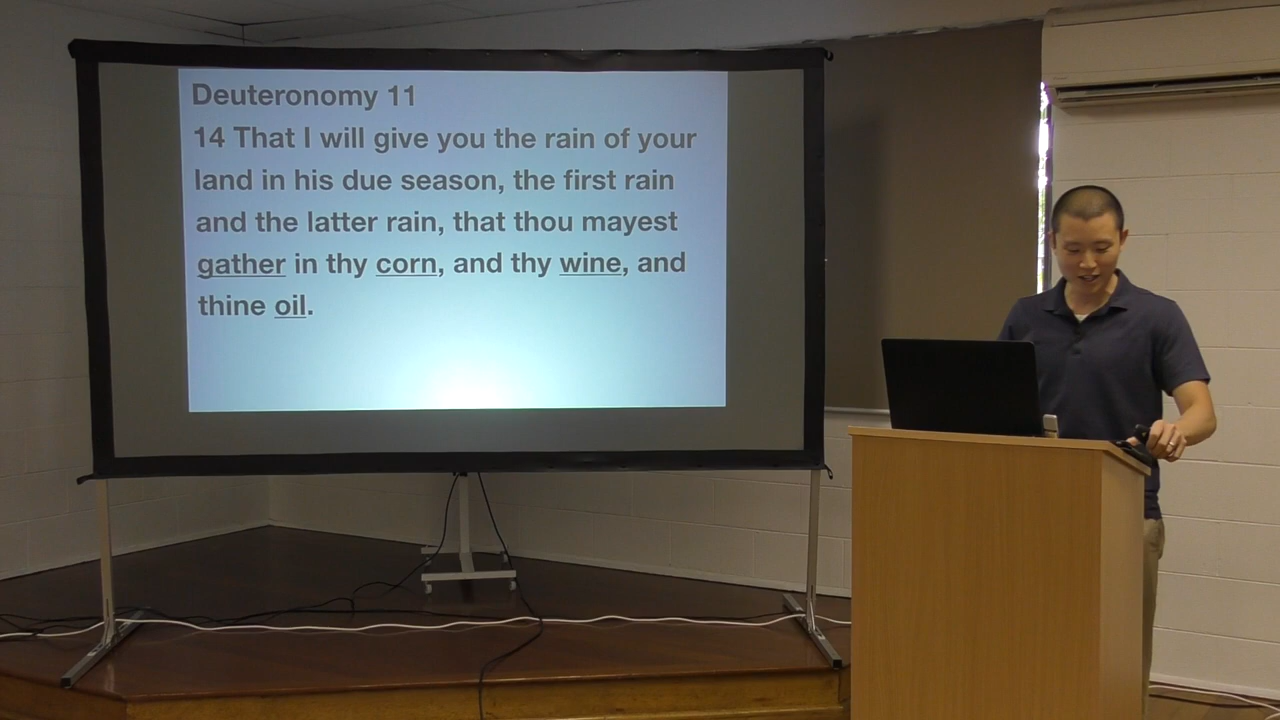 Deuteronomy 11
14 That I will give you the rain of your
land in his due season, the first rain
and the latter rain, that thou mayest
gather in thy corn, and thy wine, and
thine oil.